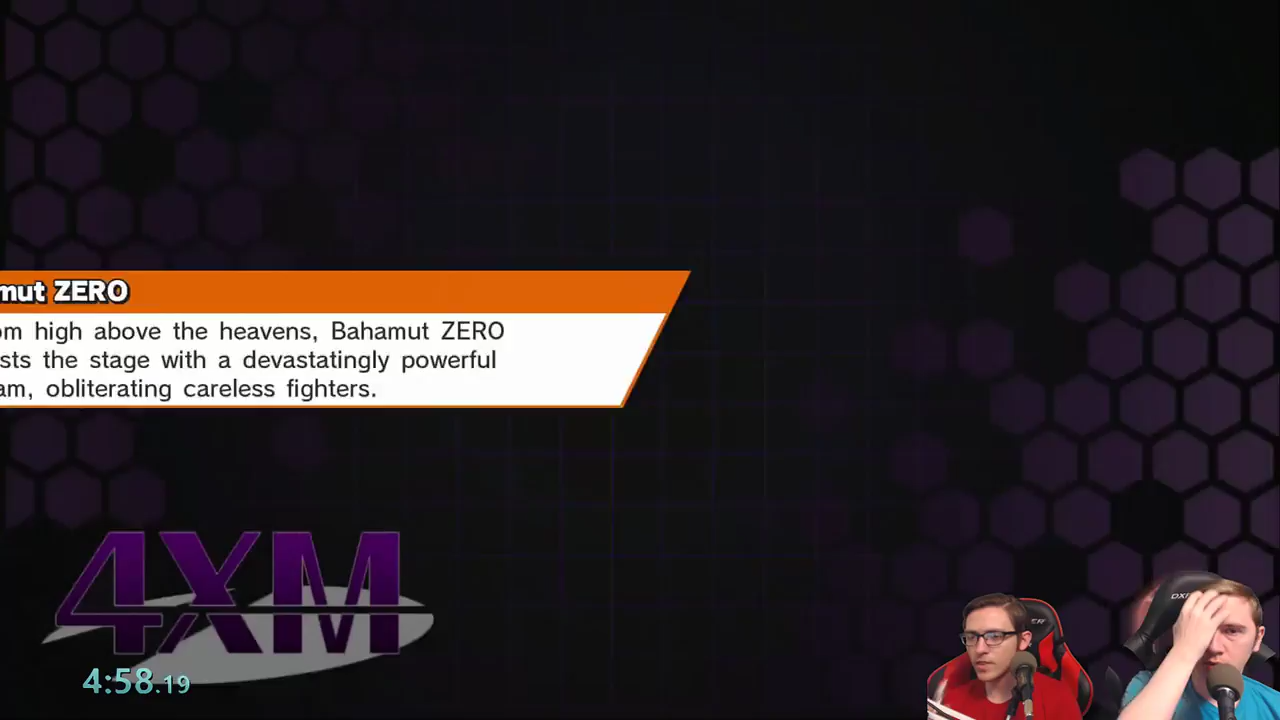 mut ZERO
om high above the heavens, Bahamut ZERO
sts the stage with a devastatingly powerful
am, obliterating careless fighters.
4XM
4:58.19